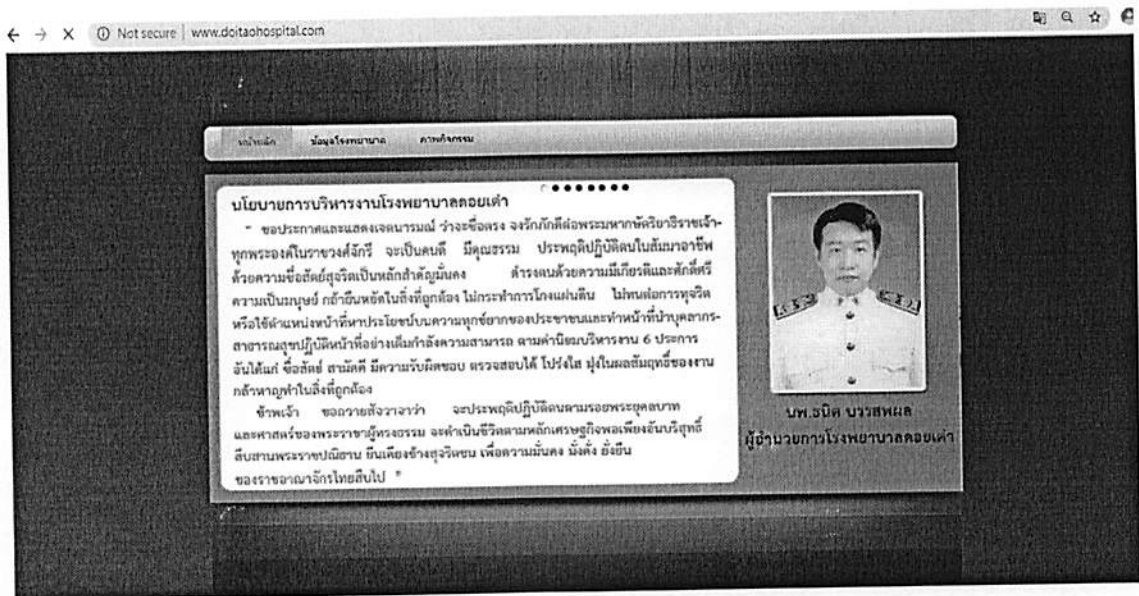 Not secure | www.doitaohospital.com
หน้าหลัก ข้อมูลโรงพยาบาล ภาพกิจกรรม
นโยบายการบริหารงานโรงพยาบาลดอยเต่า
" ขอประกาศและแสดงเจตนารมณ์ ว่าจะซื่อตรง จงรักภักดีต่อพระมหากษัตริยาธิราชเจ้า-
ทุกพระองค์ในราชวงศ์จักรี จะเป็นคนดี มีคุณธรรม ประพฤติปฏิบัติตนในสัมมาอาชีพ
ด้วยความซื่อสัตย์สุจริตเป็นหลักสำคัญมั่นคง ดำรงตนด้วยความมีเกียรติและศักดิ์ศรี
ความเป็นมนุษย์ กล้ายืนหยัดในสิ่งที่ถูกต้อง ไม่กระทำการโกงแผ่นดิน ไม่ทนต่อการทุจริต
หรือใช้ตำแหน่งหน้าที่หาประโยชน์บนความทุกข์ยากของประชาชนและทำหน้าที่นำบุคลากร-
สาธารณสุขปฏิบัติหน้าที่อย่างเต็มกำลังความสามารถ ตามค่านิยมบริหารงาน 6 ประการ
อันได้แก่ ซื่อสัตย์ สามัคคี มีความรับผิดชอบ ตรวจสอบได้ โปร่งใส มุ่งในผลสัมฤทธิ์ของงาน
กล้าหาญทำในสิ่งที่ถูกต้อง
ข้าพเจ้า ขอถวายสัจวาจาว่า จะประพฤติปฏิบัติตนตามรอยพระยุคลบาท
และศาสตร์ของพระราชาผู้ทรงธรรม จะดำเนินชีวิตตามหลักเศรษฐกิจพอเพียงอันบริสุทธิ์
สืบสานพระราชปณิธาน ยืนเคียงข้างสุจริตชน เพื่อความมั่นคง มั่งคั่ง ยั่งยืน
ของราชอาณาจักรไทยสืบไป "
นพ.ธนิต บวรสพผล
ผู้อำนวยการโรงพยาบาลดอยเต่า